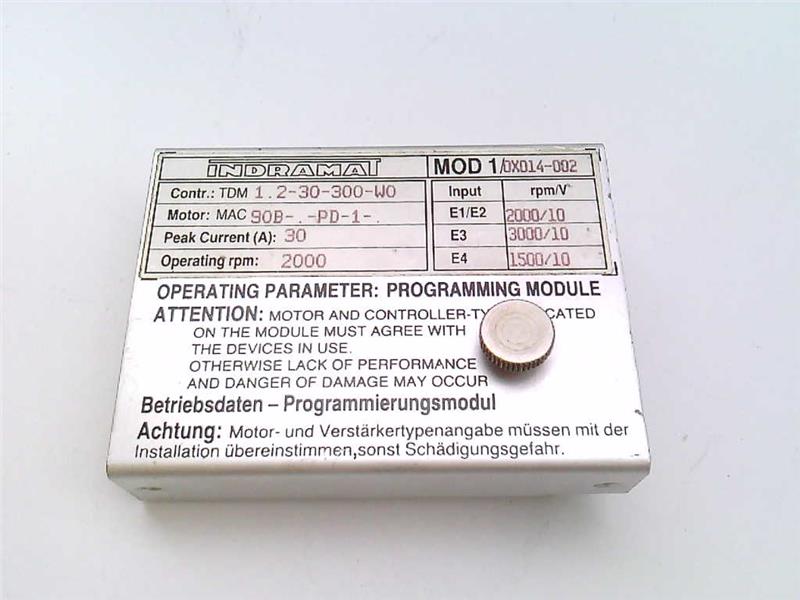 INDRAMAT MOD 1/0X014-002
Contr.: TDM 1.2-30-300-W0 Input rpm/V
Motor: MAC 90B-.-PD-1-. E1/E2 2000/10
Peak Current (A): 30 E3 3000/10
Operating rpm: 2000 E4 1500/10
OPERATING PARAMETER: PROGRAMMING MODULE
ATTENTION: MOTOR AND CONTROLLER-
ON THE MODULE MUST AGREE WITH
THE DEVICES IN USE.
OTHERWISE LACK OF PERFORMANCE
AND DANGER OF DAMAGE MAY OCCUR
Betriebsdaten – Programmierungsmodul
Achtung: Motor- und Verstärkertypenangabe müssen mit der
Installation übereinstimmen,sonst Schädigungsgefahr.